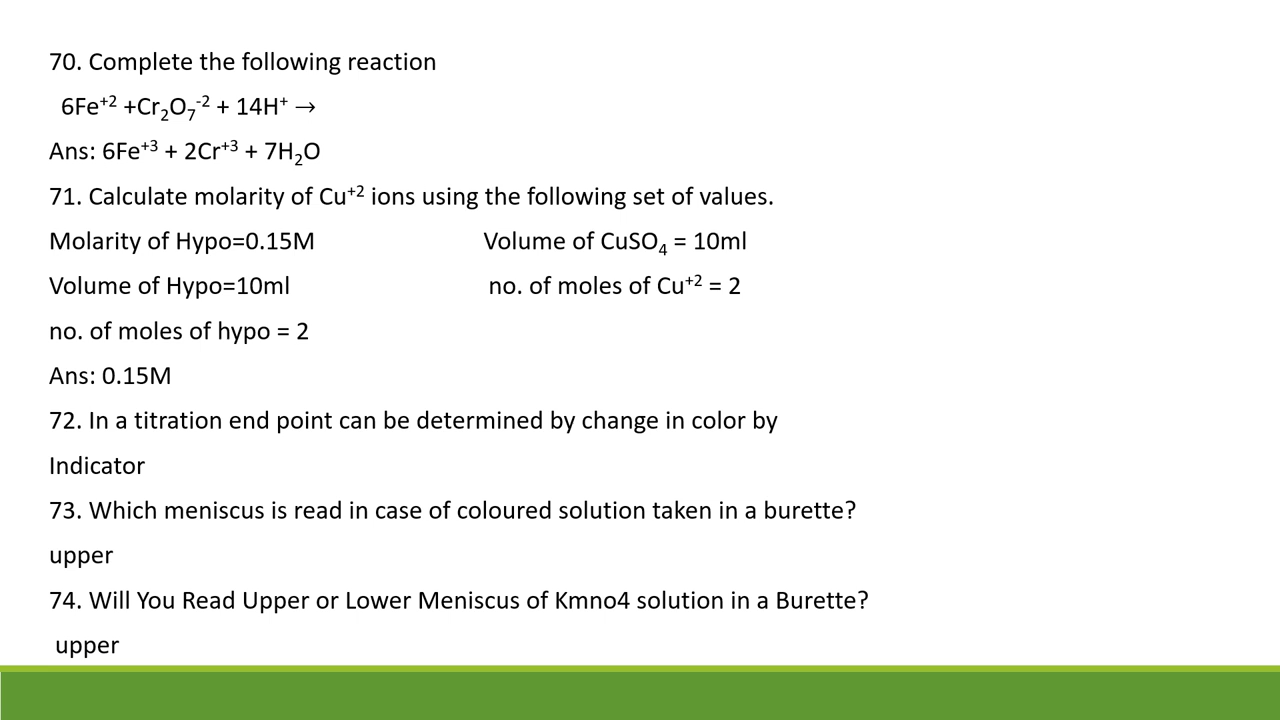 70. Complete the following reaction
6Fe⁺² +Cr₂O₇⁻² + 14H⁺ →
Ans: 6Fe⁺³ + 2Cr⁺³ + 7H₂O
71. Calculate molarity of Cu⁺² ions using the following set of values.
Molarity of Hypo=0.15M Volume of CuSO₄ = 10ml
Volume of Hypo=10ml no. of moles of Cu⁺² = 2
no. of moles of hypo = 2
Ans: 0.15M
72. In a titration end point can be determined by change in color by
Indicator
73. Which meniscus is read in case of coloured solution taken in a burette?
upper
74. Will You Read Upper or Lower Meniscus of Kmno4 solution in a Burette?
upper